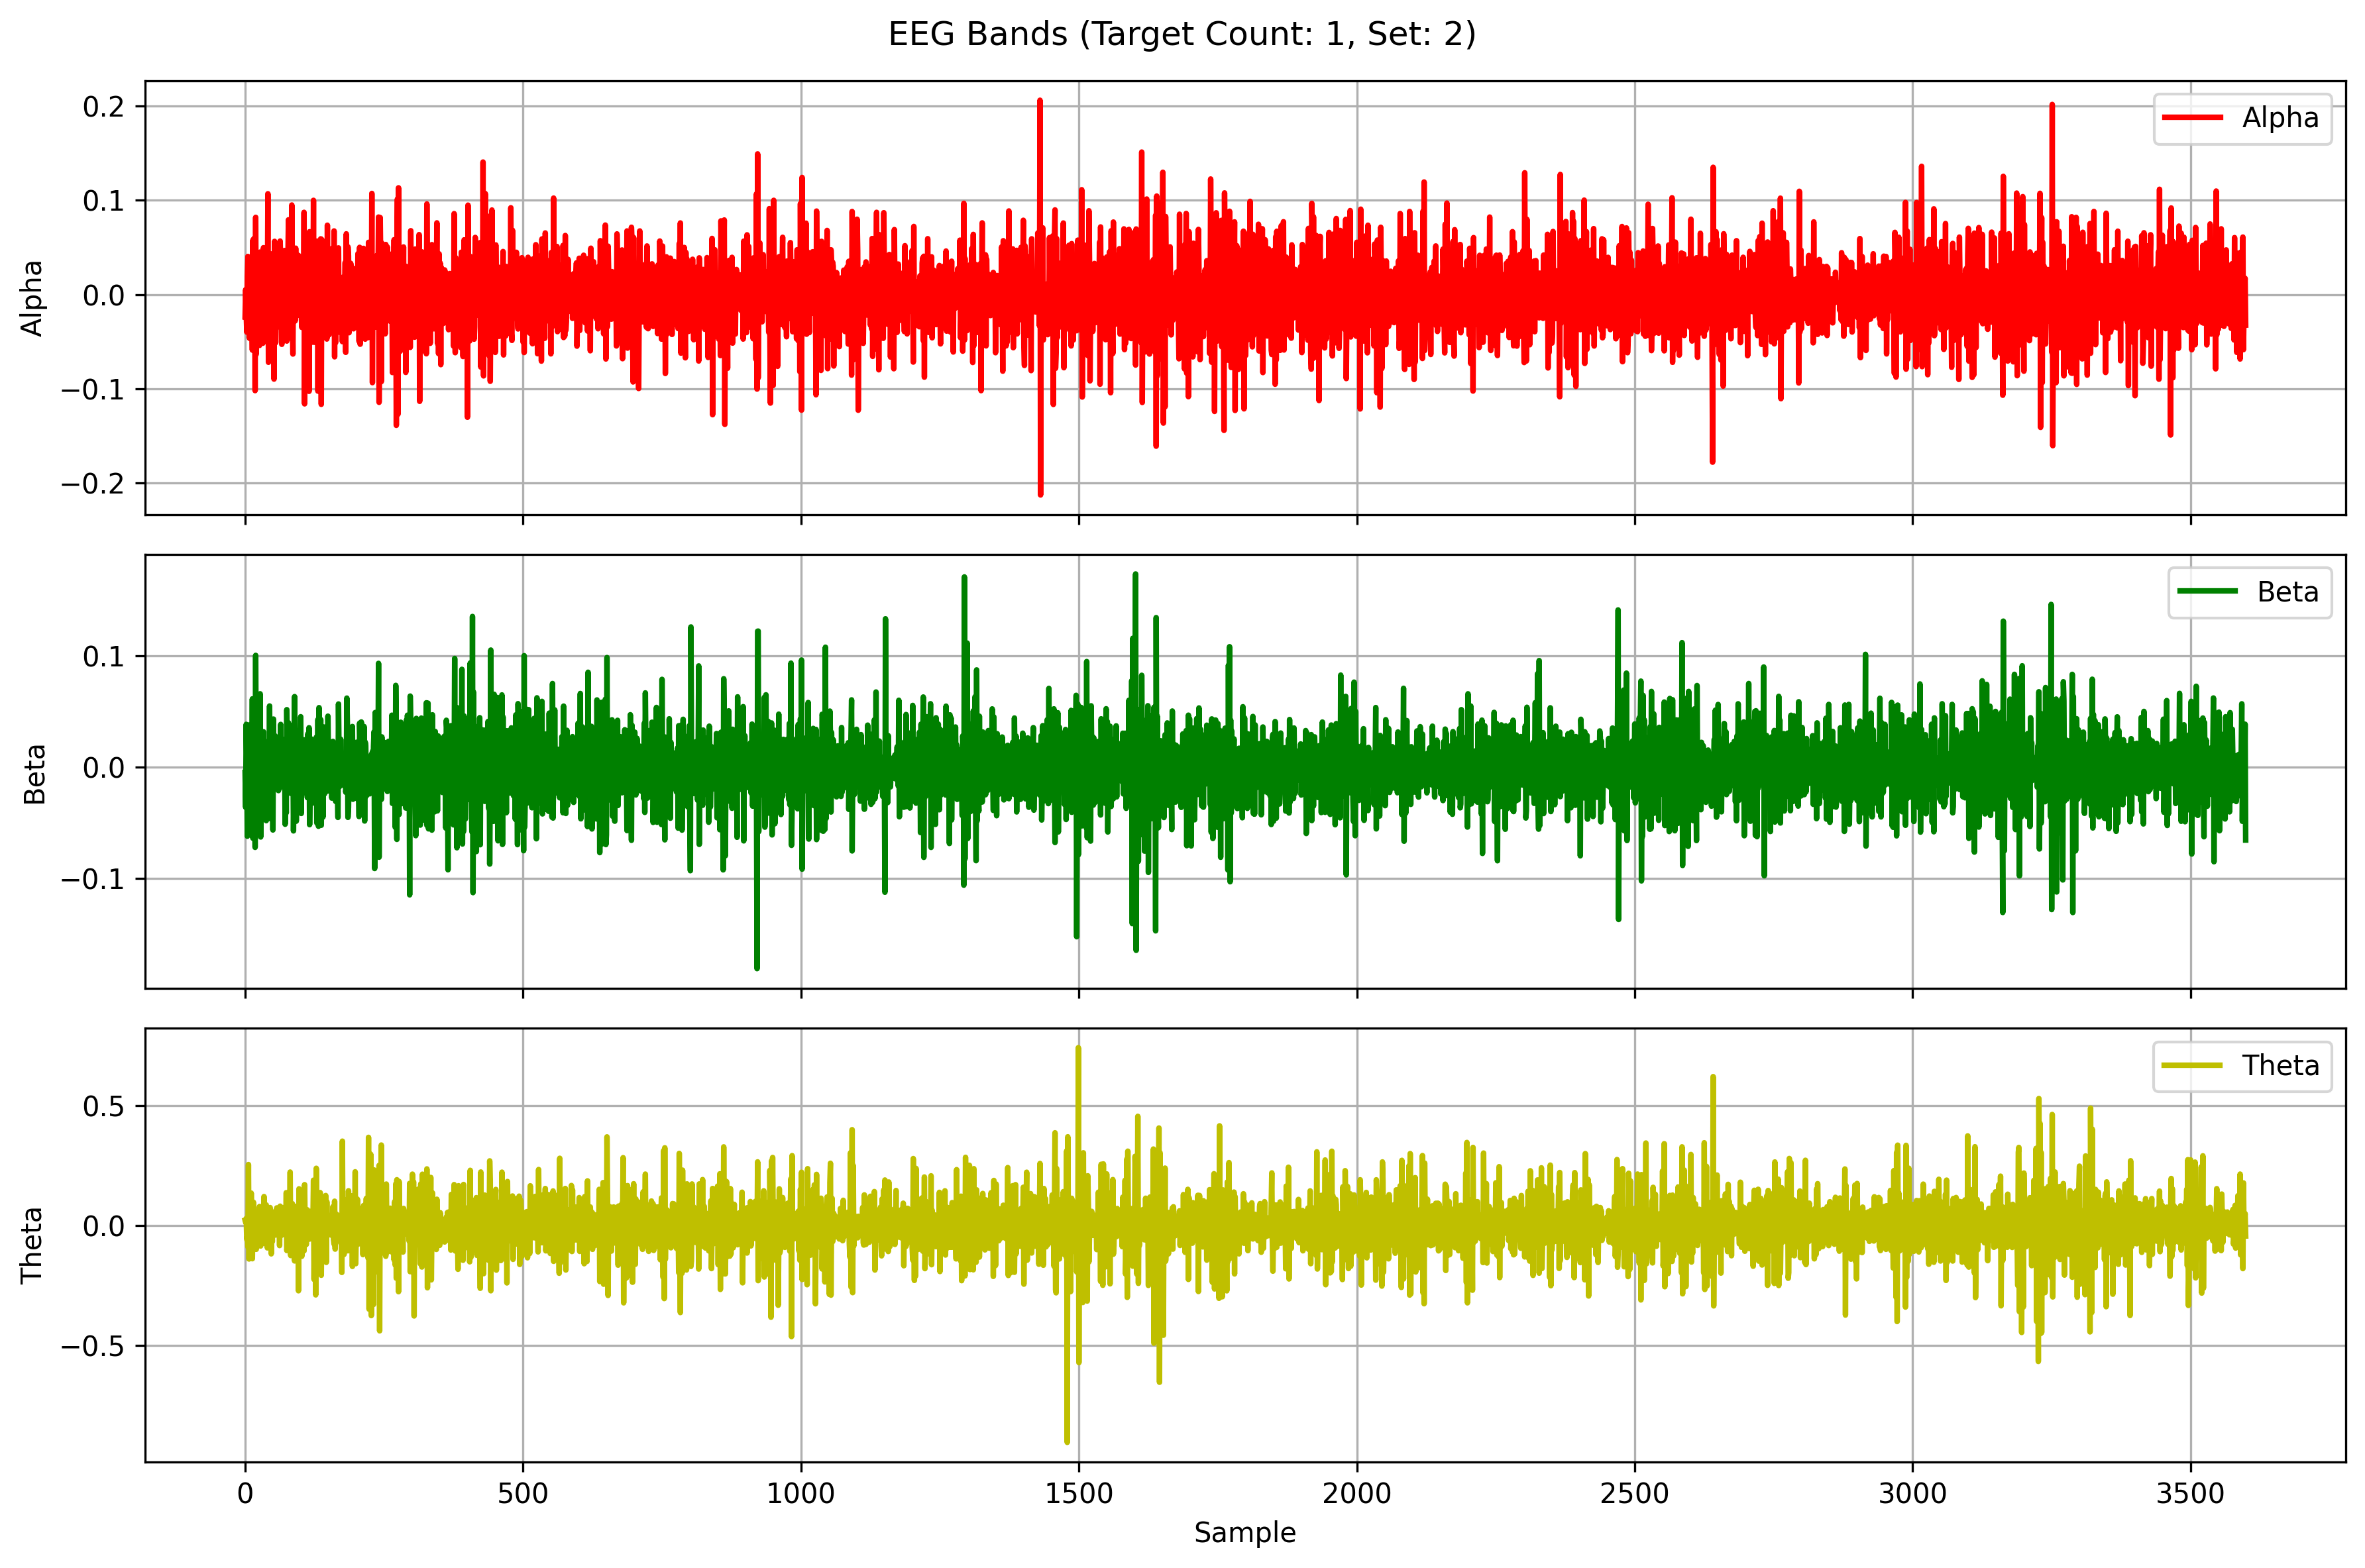 EEG Bands (Target Count: 1, Set: 2)
0.2
0.1
0.0
−0.1
−0.2
Alpha
Alpha
0.1
0.0
−0.1
Beta
Beta
0.5
0.0
−0.5
Theta
Theta
0 500 1000 1500 2000 2500 3000 3500
Sample